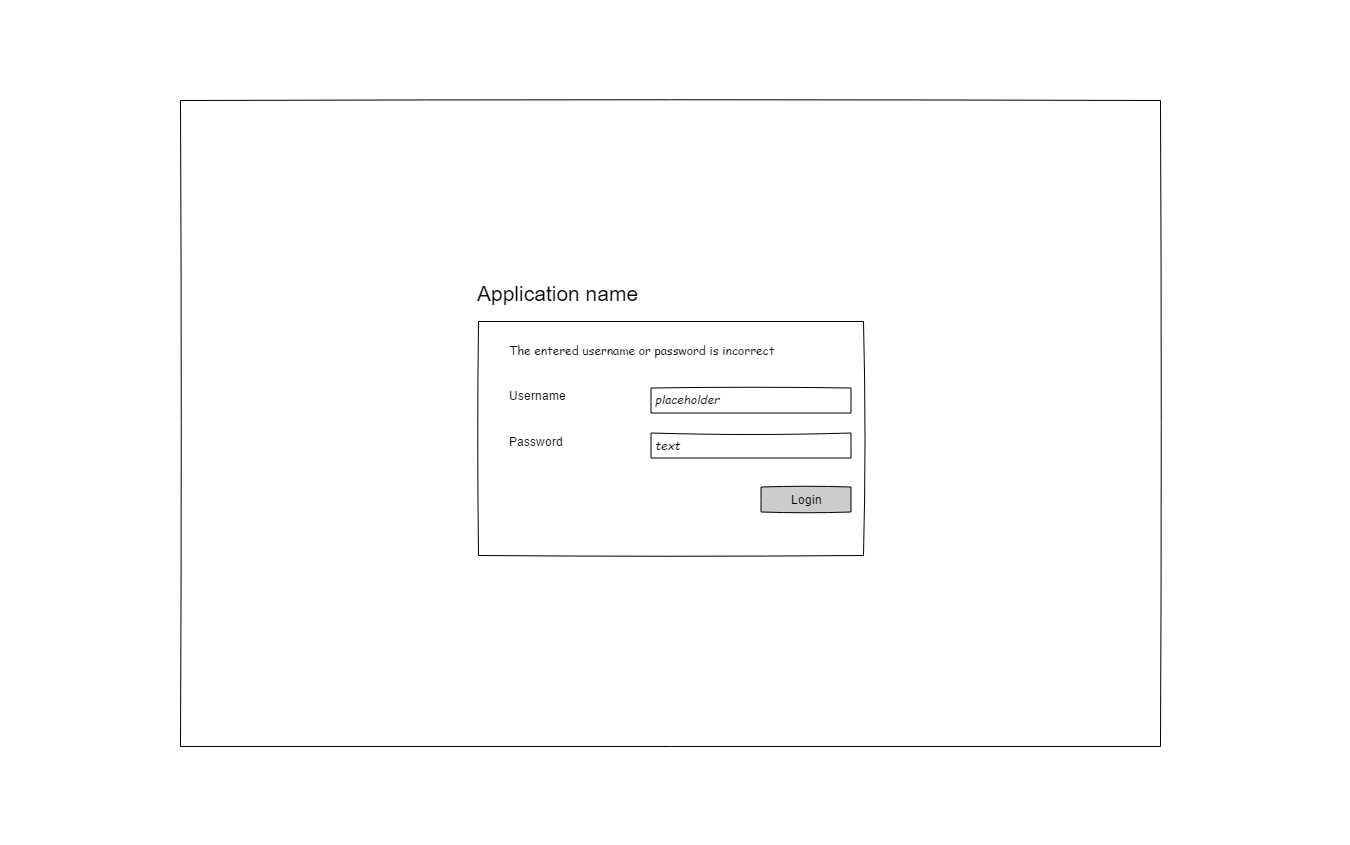 Application name
The entered username or password is incorrect
Username placeholder
Password text
Login